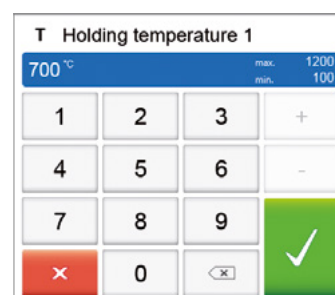 T Holding temperature 1
700 °C max. 1200
min. 100
1 2 3 +
4 5 6 -
7 8 9
0